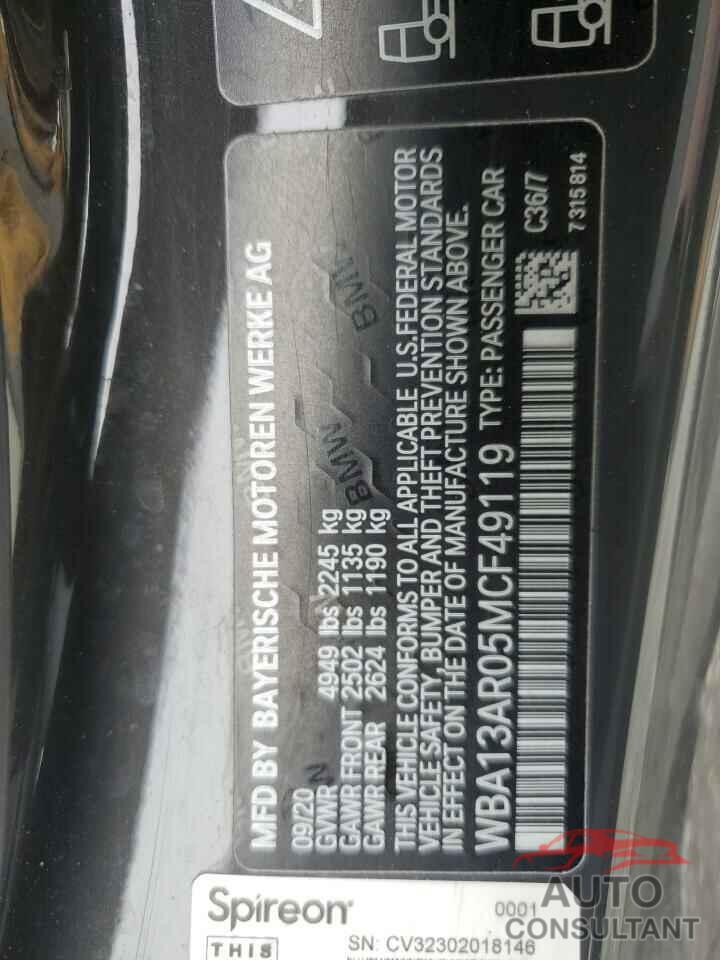 MFD BY BAYERISCHE MOTOREN WERKE AG
09/20
GVWR 4949 lbs 2245 kg
GAWR FRONT 2502 lbs 1135 kg
GAWR REAR 2624 lbs 1190 kg
THIS VEHICLE CONFORMS TO ALL APPLICABLE U.S. FEDERAL MOTOR
VEHICLE SAFETY, BUMPER AND THEFT PREVENTION STANDARDS
IN EFFECT ON THE DATE OF MANUFACTURE SHOWN ABOVE.
WBA13AR05MCF49119 TYPE: PASSENGER CAR
C36/7
7 315 814
BMW
BMW
Spireon
0001
THIS
SN: CV32302018146
AUTO
CONSULTANT